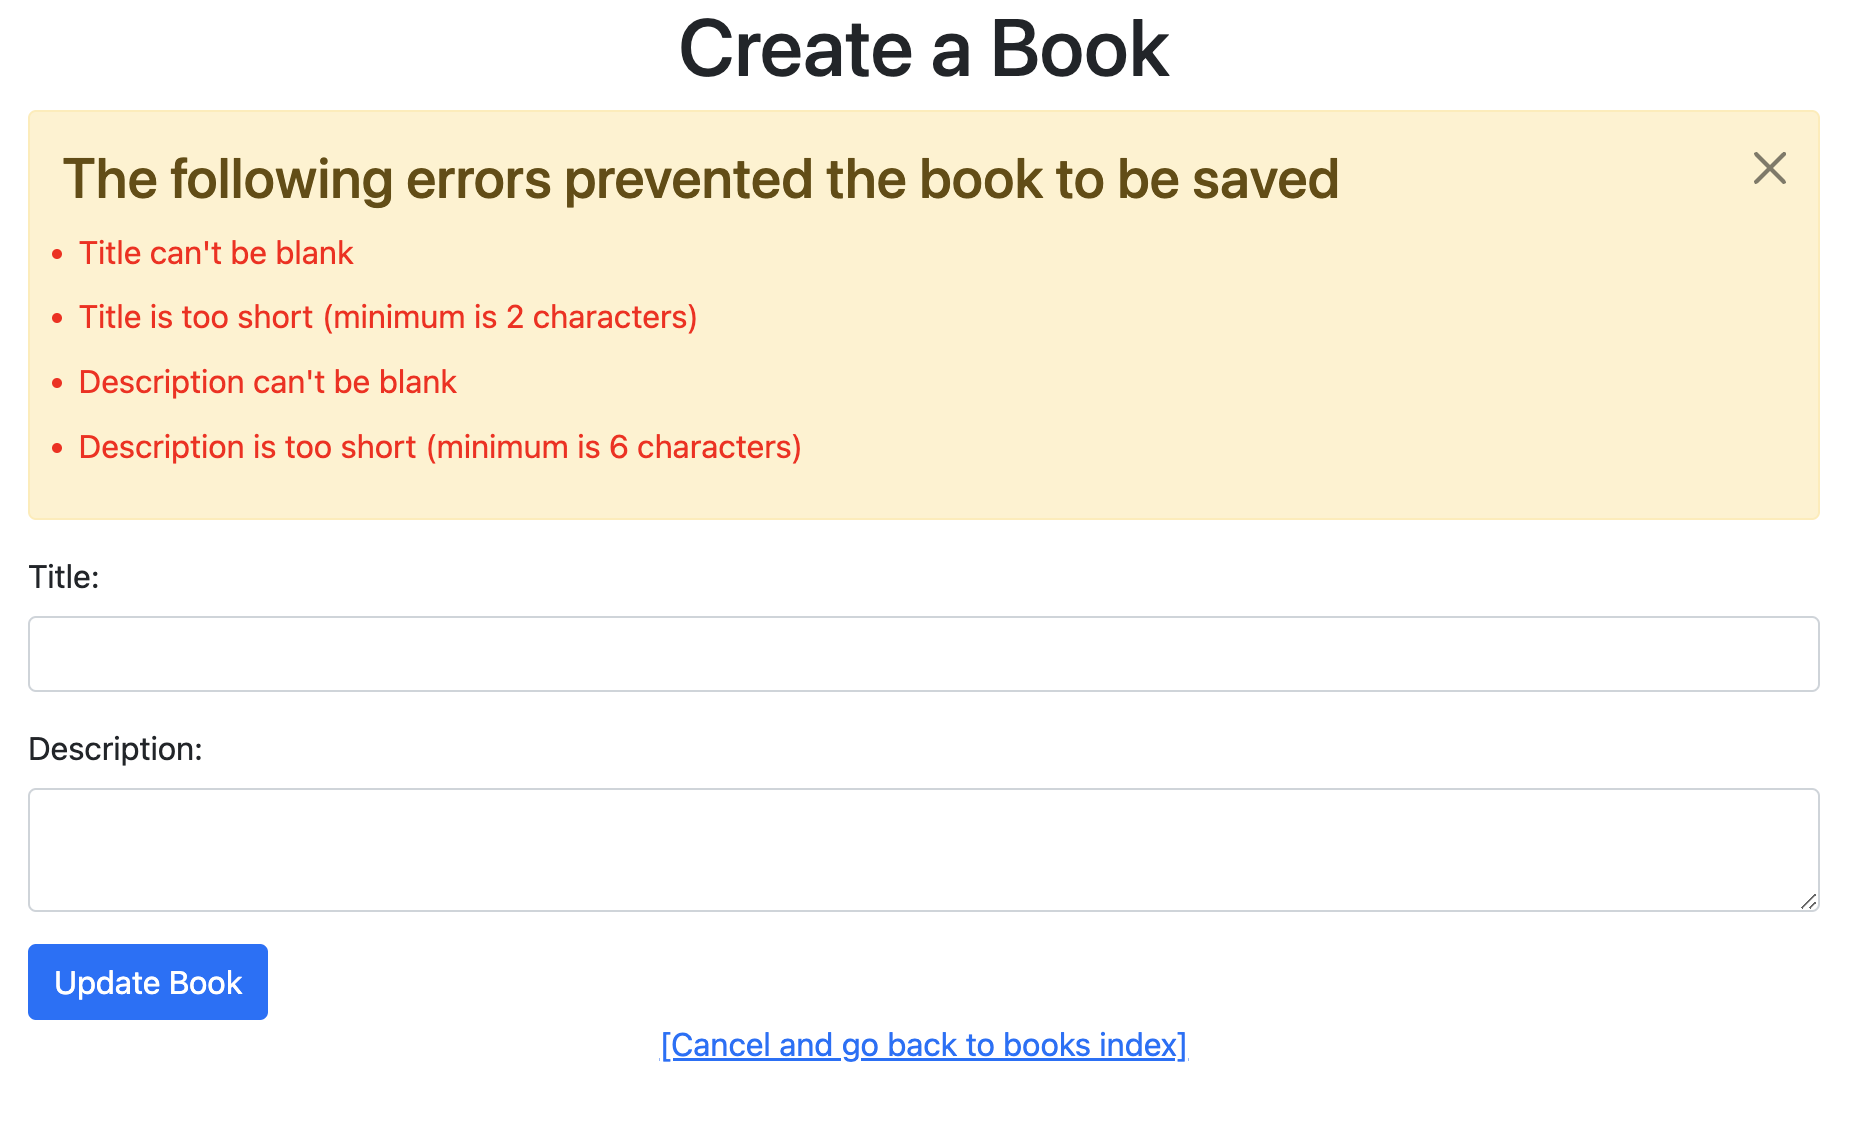 Create a Book
The following errors prevented the book to be saved
• Title can't be blank
• Title is too short (minimum is 2 characters)
• Description can't be blank
• Description is too short (minimum is 6 characters)
Title:
Description:
Update Book
[Cancel and go back to books index]